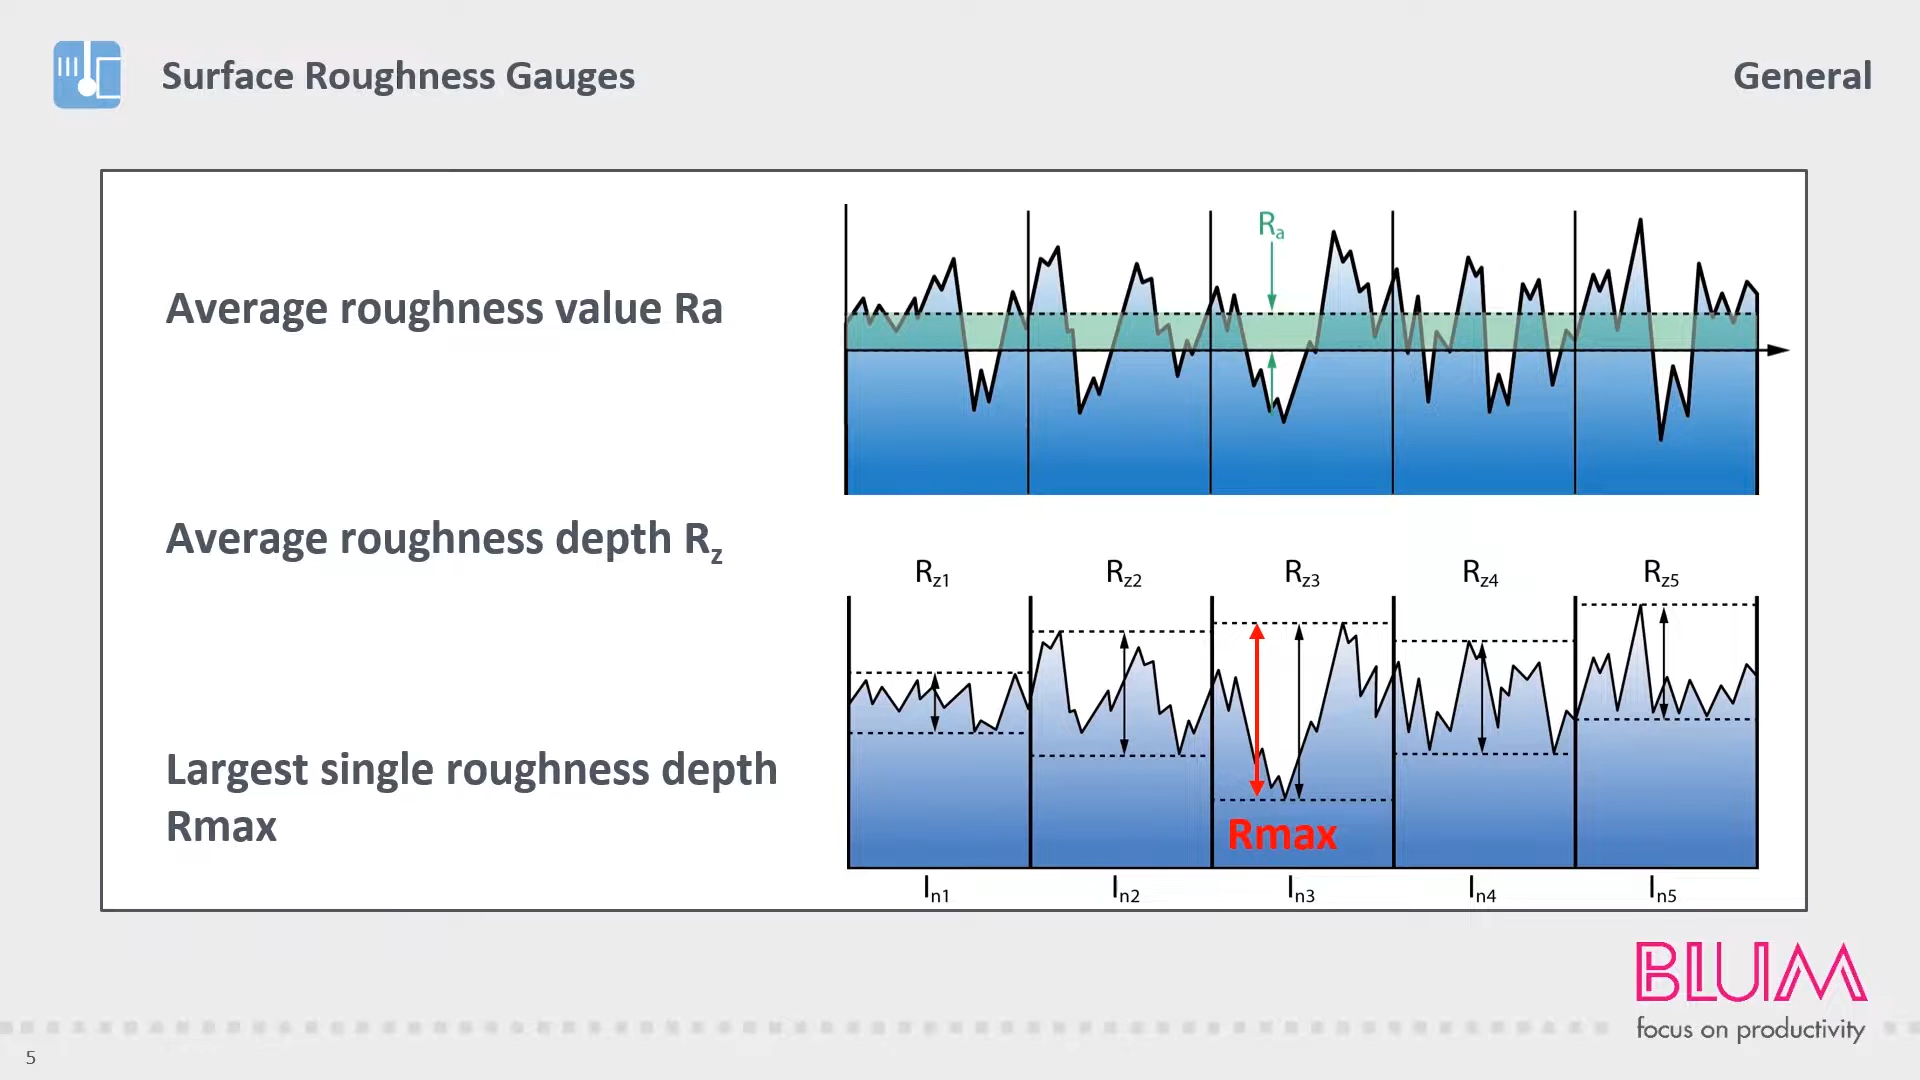 Surface Roughness Gauges
General
Average roughness value Ra
Ra
Average roughness depth Rz
Rz1 Rz2 Rz3 Rz4 Rz5
Largest single roughness depth
Rmax
Rmax
ln1 ln2 ln3 ln4 ln5
BLUM
focus on productivity
5